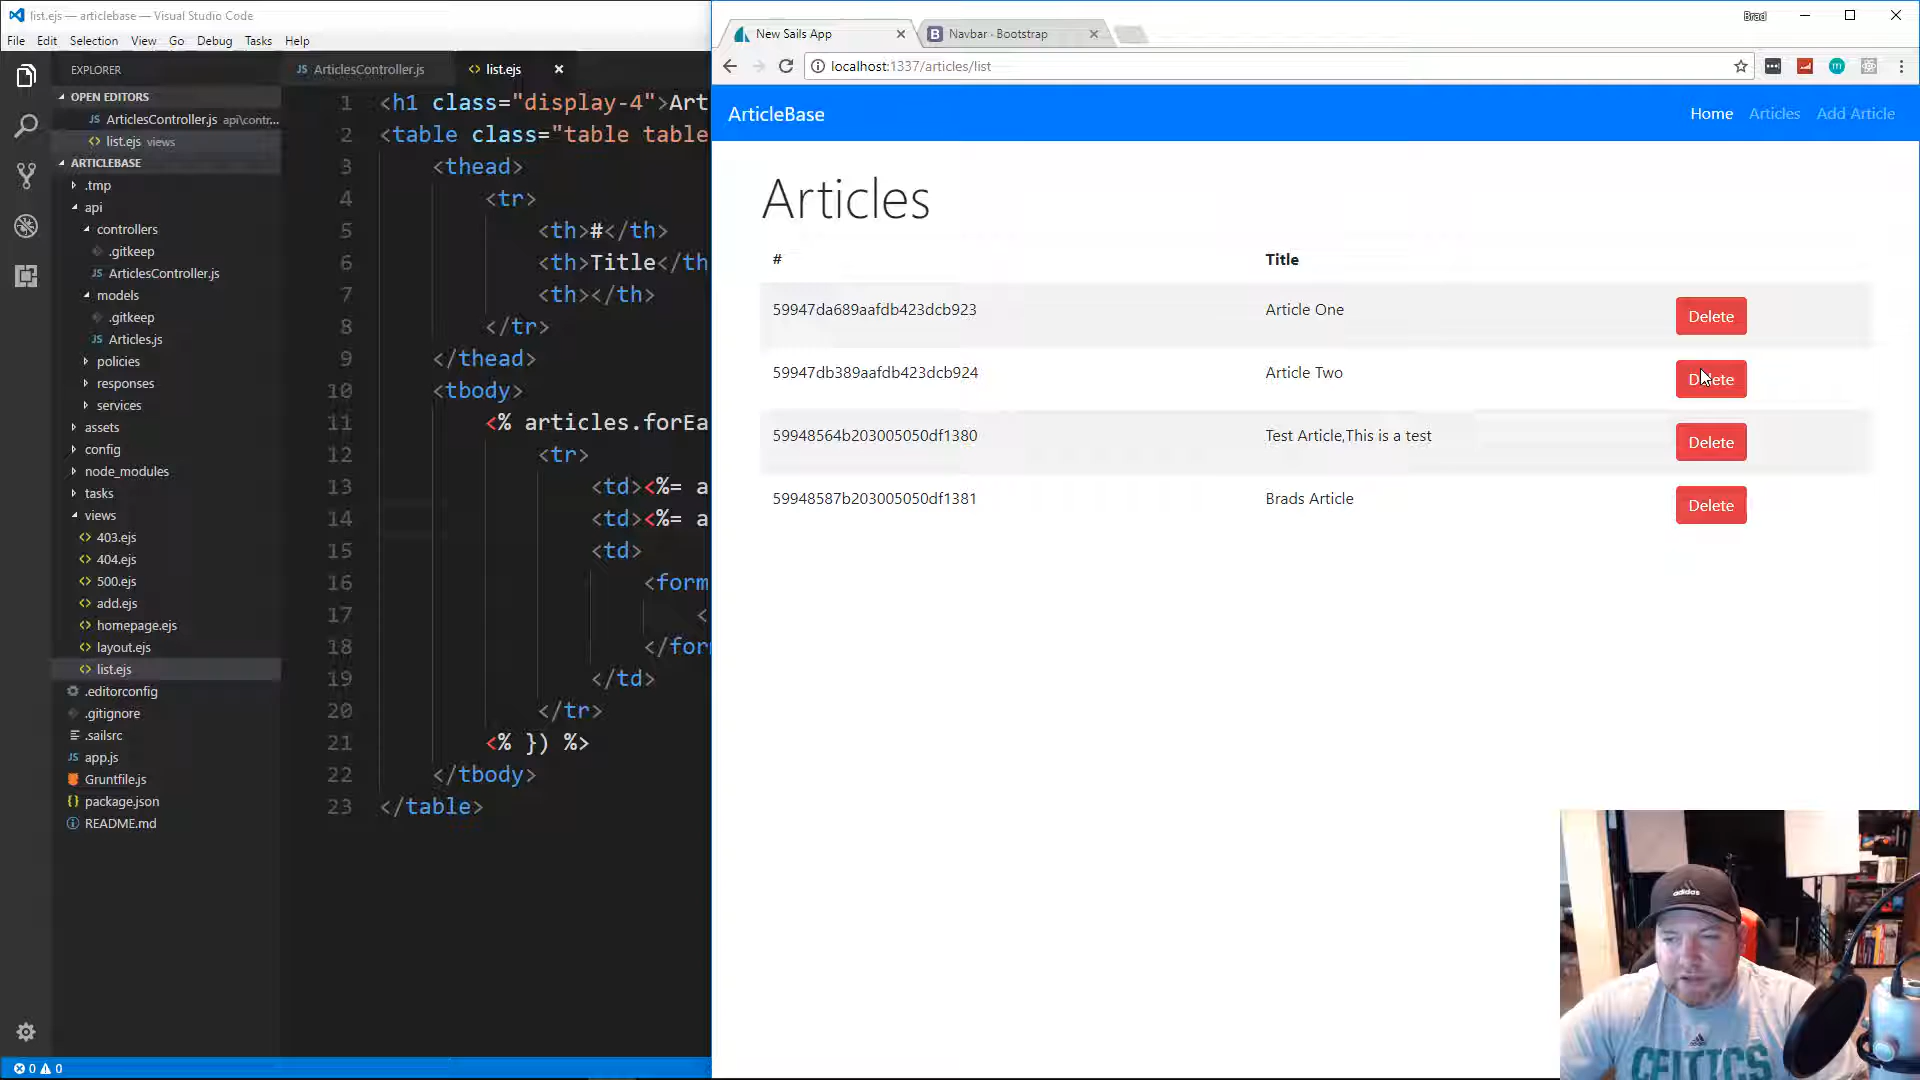 list.ejs — articlebase — Visual Studio Code
File Edit Selection View Go Debug Tasks Help
EXPLORER
OPEN EDITORS
ArticlesController.js api\contr...
list.ejs views
ARTICLEBASE
.tmp
api
controllers
.gitkeep
ArticlesController.js
models
.gitkeep
Articles.js
policies
responses
services
assets
config
node_modules
tasks
views
403.ejs
404.ejs
500.ejs
add.ejs
homepage.ejs
layout.ejs
list.ejs
.editorconfig
.gitignore
.sailsrc
app.js
Gruntfile.js
package.json
README.md
0 0
ArticlesController.js list.ejs
1 <h1 class="display-4">Art
2 <table class="table table
3 <thead>
4 <tr>
5 <th>#</th>
6 <th>Title</th
7 <th></th>
8 </tr>
9 </thead>
10 <tbody>
11 <% articles.forEa
12 <tr>
13 <td><%= a
14 <td><%= a
15 <td>
16 <form
17 <
18 </for
19 </td>
20 </tr>
21 <% }) %>
22 </tbody>
23 </table>
New Sails App
Navbar · Bootstrap
Brad
localhost:1337/articles/list
ArticleBase
Home Articles Add Article
Articles
# Title
59947da689aafdb423dcb923 Article One Delete
59947db389aafdb423dcb924 Article Two Delete
59948564b203005050df1380 Test Article,This is a test Delete
59948587b203005050df1381 Brads Article Delete
adidas
CELTICS